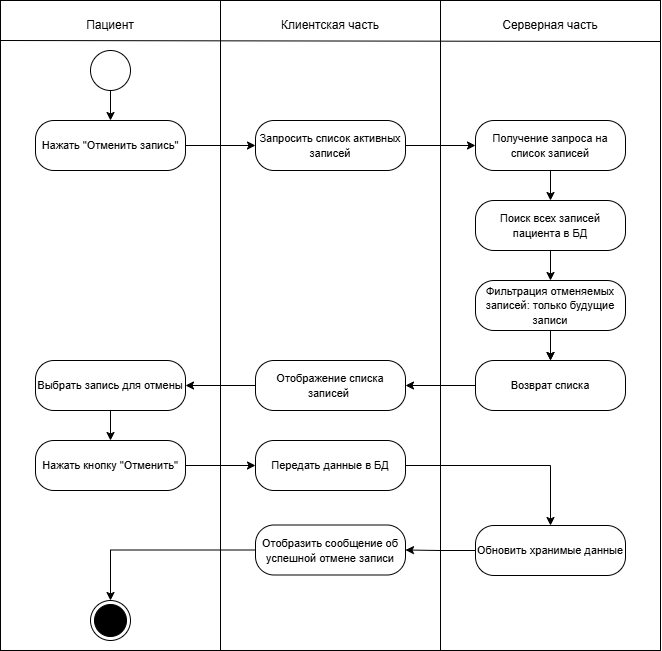 Пациент
Клиентская часть
Серверная часть
Нажать "Отменить запись"
Запросить список активных
записей
Получение запроса на
список записей
Поиск всех записей
пациента в БД
Фильтрация отменяемых
записей: только будущие
записи
Выбрать запись для отмены
Отображение списка
записей
Возврат списка
Нажать кнопку "Отменить"
Передать данные в БД
Отобразить сообщение об
успешной отмене записи
Обновить хранимые данные